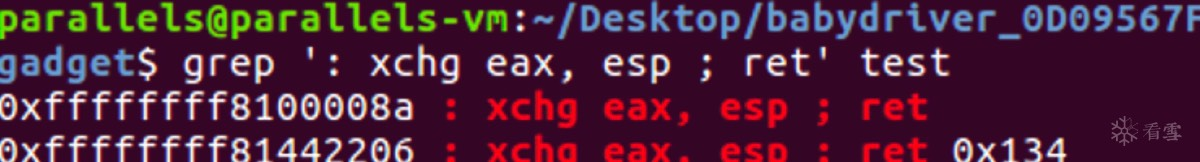 parallels@parallels-vm:~/Desktop/babydriver_0D09567F
gadget$ grep ': xchg eax, esp ; ret' test
0xffffffff8100008a : xchg eax, esp ; ret
0xffffffff81442206 : xchg eax, esp ; ret 0x134
看雪